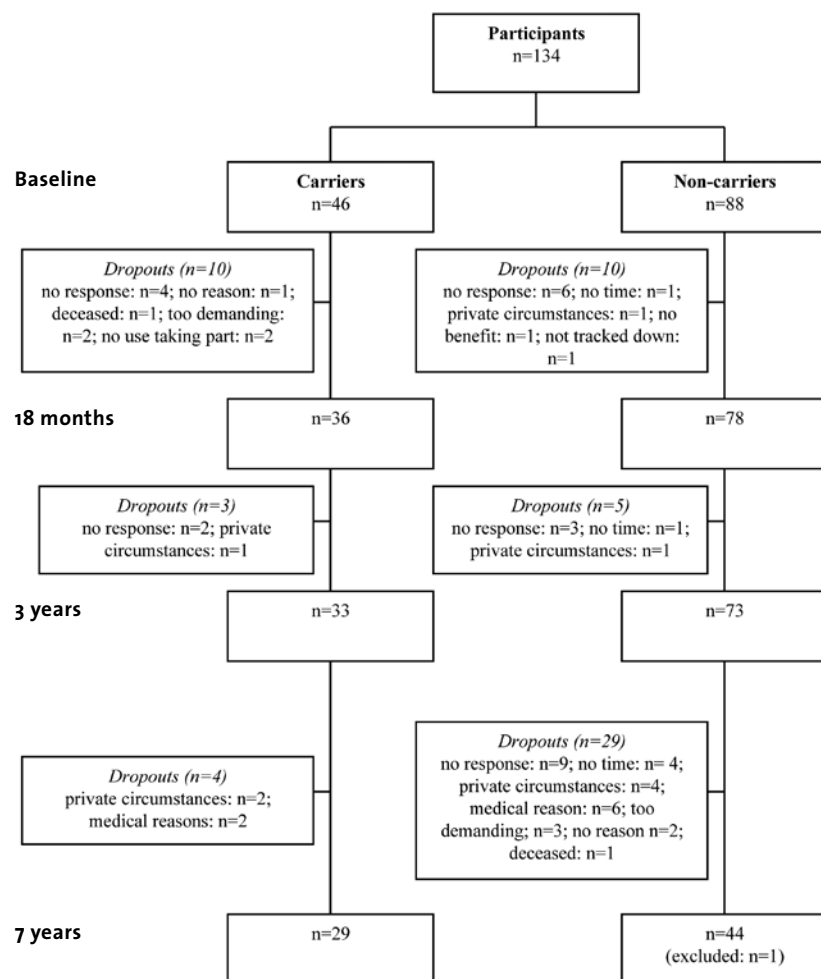 Participants
n=134
Baseline
Carriers
n=46
Non-carriers
n=88
Dropouts (n=10)
no response: n=4; no reason: n=1;
deceased: n=1; too demanding:
n=2; no use taking part: n=2
Dropouts (n=10)
no response: n=6; no time: n=1;
private circumstances: n=1; no
benefit: n=1; not tracked down:
n=1
18 months
n=36
n=78
Dropouts (n=3)
no response: n=2; private
circumstances: n=1
Dropouts (n=5)
no response: n=3; no time: n=1;
private circumstances: n=1
3 years
n=33
n=73
Dropouts (n=4)
private circumstances: n=2;
medical reasons: n=2
Dropouts (n=29)
no response: n=9; no time: n= 4;
private circumstances: n=4;
medical reason: n=6; too
demanding; n=3; no reason n=2;
deceased: n=1
7 years
n=29
n=44
(excluded: n=1)